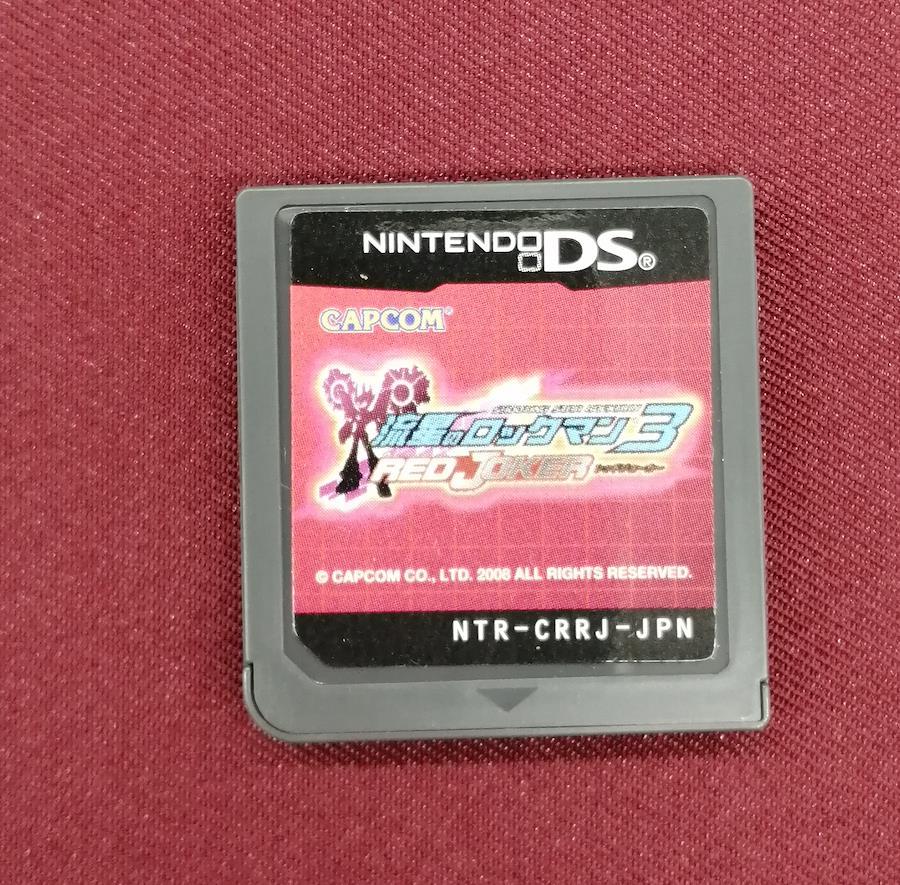 NINTENDO DS®
CAPCOM®
流星のロックマン3
RED JOKER
© CAPCOM CO., LTD. 2008 ALL RIGHTS RESERVED.
NTR-CRRJ-JPN